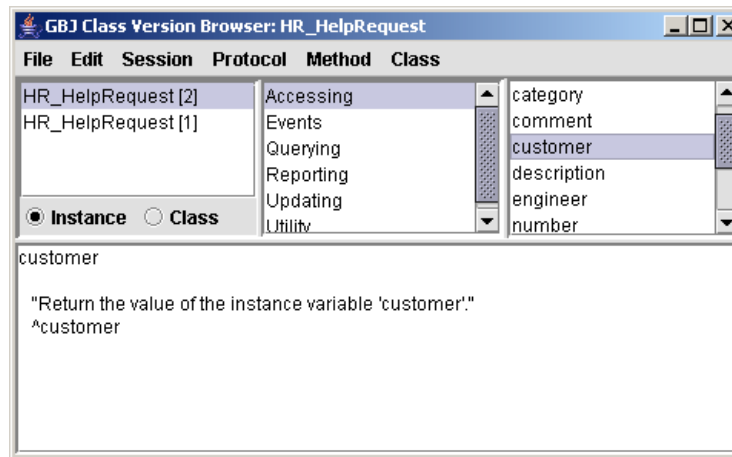 GBJ Class Version Browser: HR_HelpRequest
File Edit Session Protocol Method Class
HR_HelpRequest [2]
HR_HelpRequest [1]
Instance Class
Accessing
Events
Querying
Reporting
Updating
Utility
category
comment
customer
description
engineer
number
customer
"Return the value of the instance variable 'customer'."
^customer